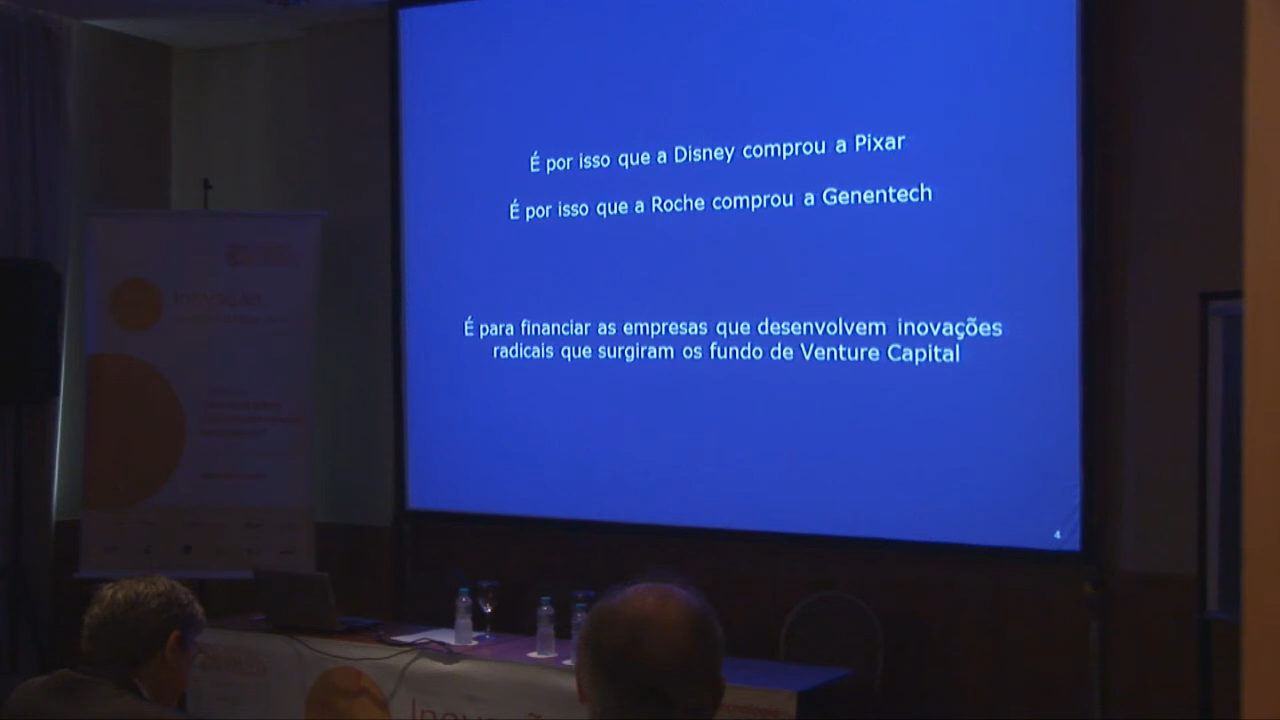 É por isso que a Disney comprou a Pixar
É por isso que a Roche comprou a Genentech
É para financiar as empresas que desenvolvem inovações
radicais que surgiram os fundo de Venture Capital
4